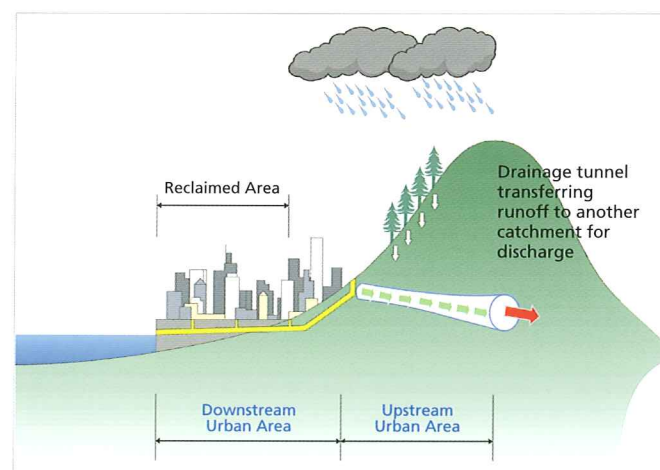 Reclaimed Area
Drainage tunnel
transferring
runoff to another
catchment for
discharge
Downstream
Urban Area
Upstream
Urban Area